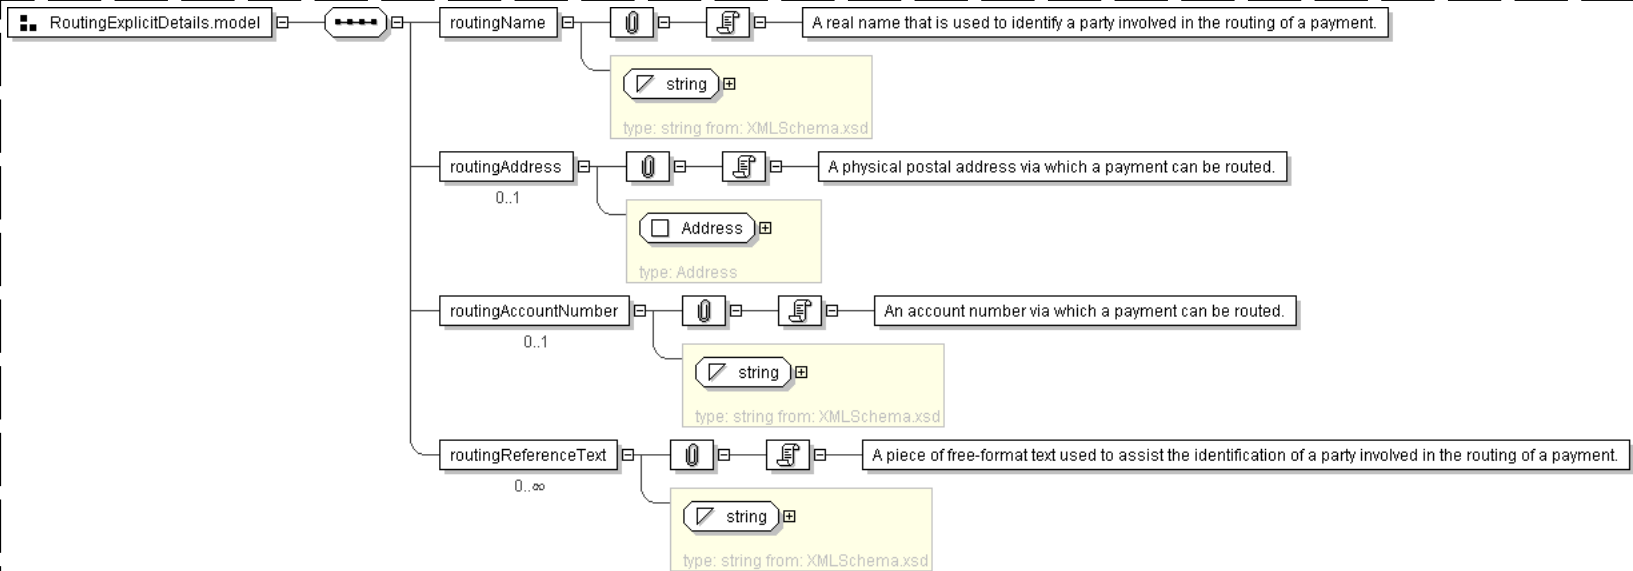 RoutingExplicitDetails.model
routingName
A real name that is used to identify a party involved in the routing of a payment.
string
type: string from: XMLSchema.xsd
routingAddress
A physical postal address via which a payment can be routed.
0..1
Address
type: Address
routingAccountNumber
An account number via which a payment can be routed.
0..1
string
type: string from: XMLSchema.xsd
routingReferenceText
A piece of free-format text used to assist the identification of a party involved in the routing of a payment.
0..∞
string
type: string from: XMLSchema.xsd